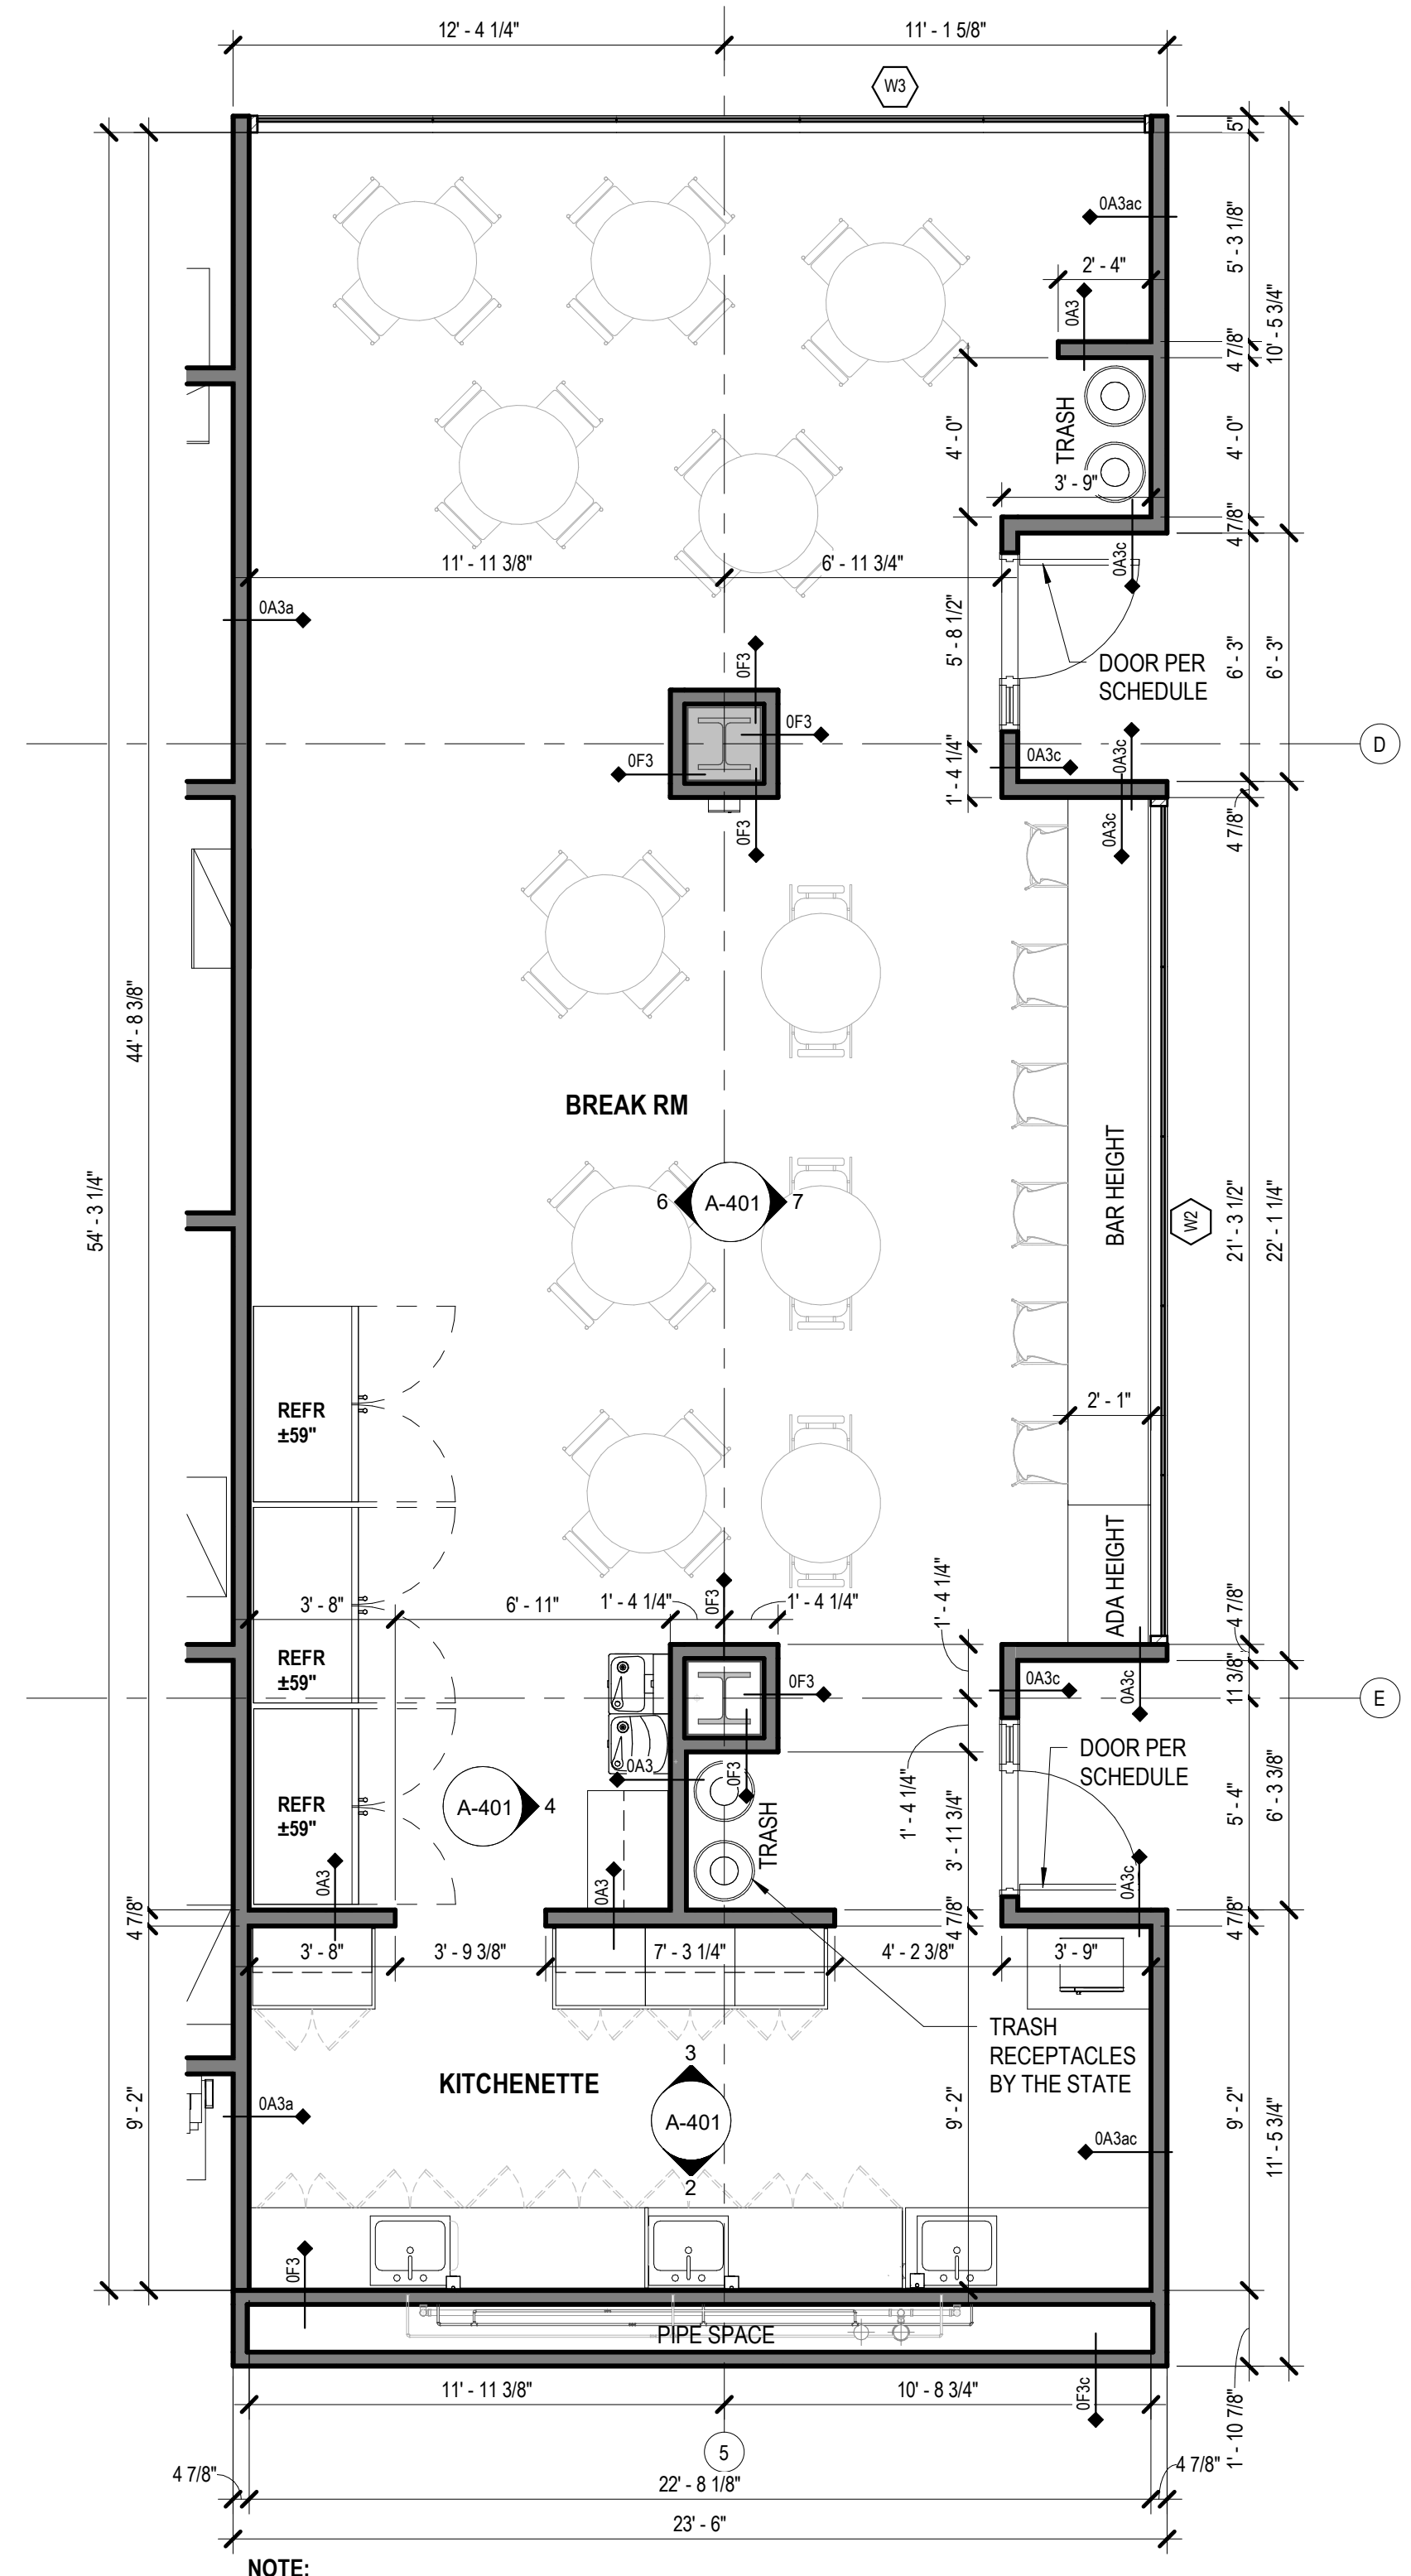 12' - 4 1/4"
11' - 1 5/8"
W3
5"
0A3ac
5' - 3 1/8"
2' - 4"
0A3
10' - 5 3/4"
4 7/8"
TRASH
4' - 0"
4' - 0"
3' - 9"
4 7/8"
11' - 11 3/8"
6' - 11 3/4"
0A3c
0A3a
5' - 8 1/2"
6' - 3"
6' - 3"
DOOR PER
SCHEDULE
0F3
0F3
0F3
0F3
D
0A3c
0A3c
0A3c
1' - 4 1/4"
4 7/8"
44' - 8 3/8"
54' - 3 1/4"
BREAK RM
6
A-401
7
BAR HEIGHT
W2
21' - 3 1/2"
22' - 1 1/4"
REFR
±59"
2' - 1"
ADA HEIGHT
3' - 8"
6' - 11"
1' - 4 1/4"
0F3
1' - 4 1/4"
1' - 4 1/4"
4 7/8"
REFR
±59"
0F3
0A3c
0A3c
11 3/8"
E
DOOR PER
SCHEDULE
0A3
0F3
1' - 4 1/4"
REFR
±59"
A-401
4
TRASH
3' - 11 3/4"
5' - 4"
6' - 3 3/8"
0A3
0A3
0A3c
4 7/8"
4 7/8"
4 7/8"
3' - 8"
3' - 9 3/8"
7' - 3 1/4"
4' - 2 3/8"
3' - 9"
TRASH
RECEPTACLES
BY THE STATE
KITCHENETTE
3
A-401
2
0A3a
0A3ac
9' - 2"
9' - 2"
9' - 2"
11' - 5 3/4"
0F3
PIPE SPACE
11' - 11 3/8"
10' - 8 3/4"
0F3c
1' - 10 7/8"
5
4 7/8"
22' - 8 1/8"
4 7/8"
23' - 6"
NOTE: